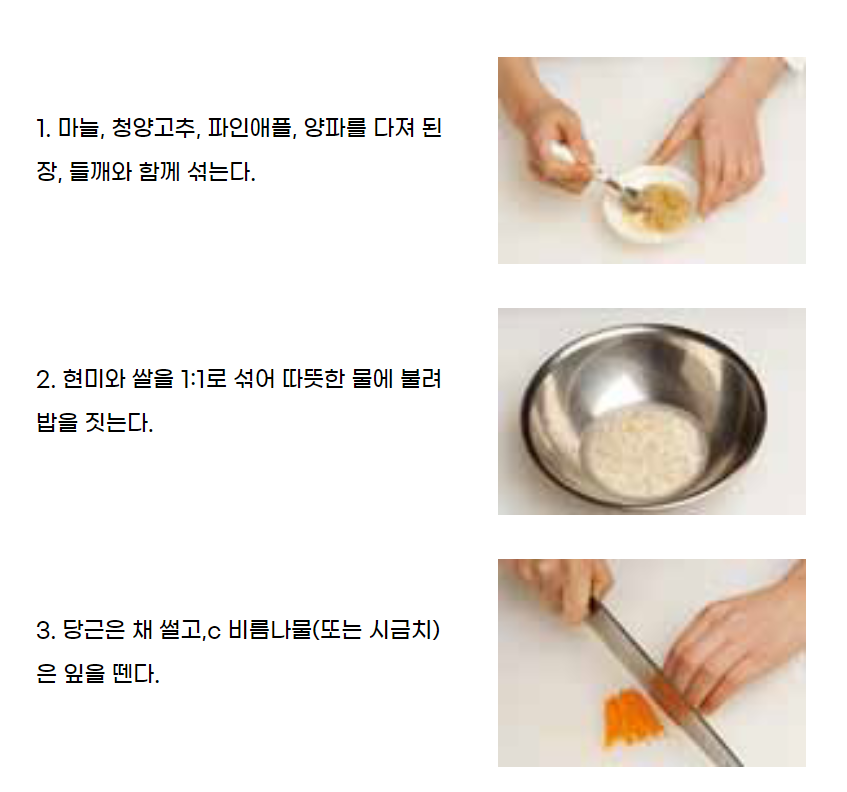 1. 마늘, 청양고추, 파인애플, 양파를 다져 된
장, 들깨와 함께 섞는다.
2. 현미와 쌀을 1:1로 섞어 따뜻한 물에 불려
밥을 짓는다.
3. 당근은 채 썰고,c 비름나물(또는 시금치)
은 잎을 뗀다.